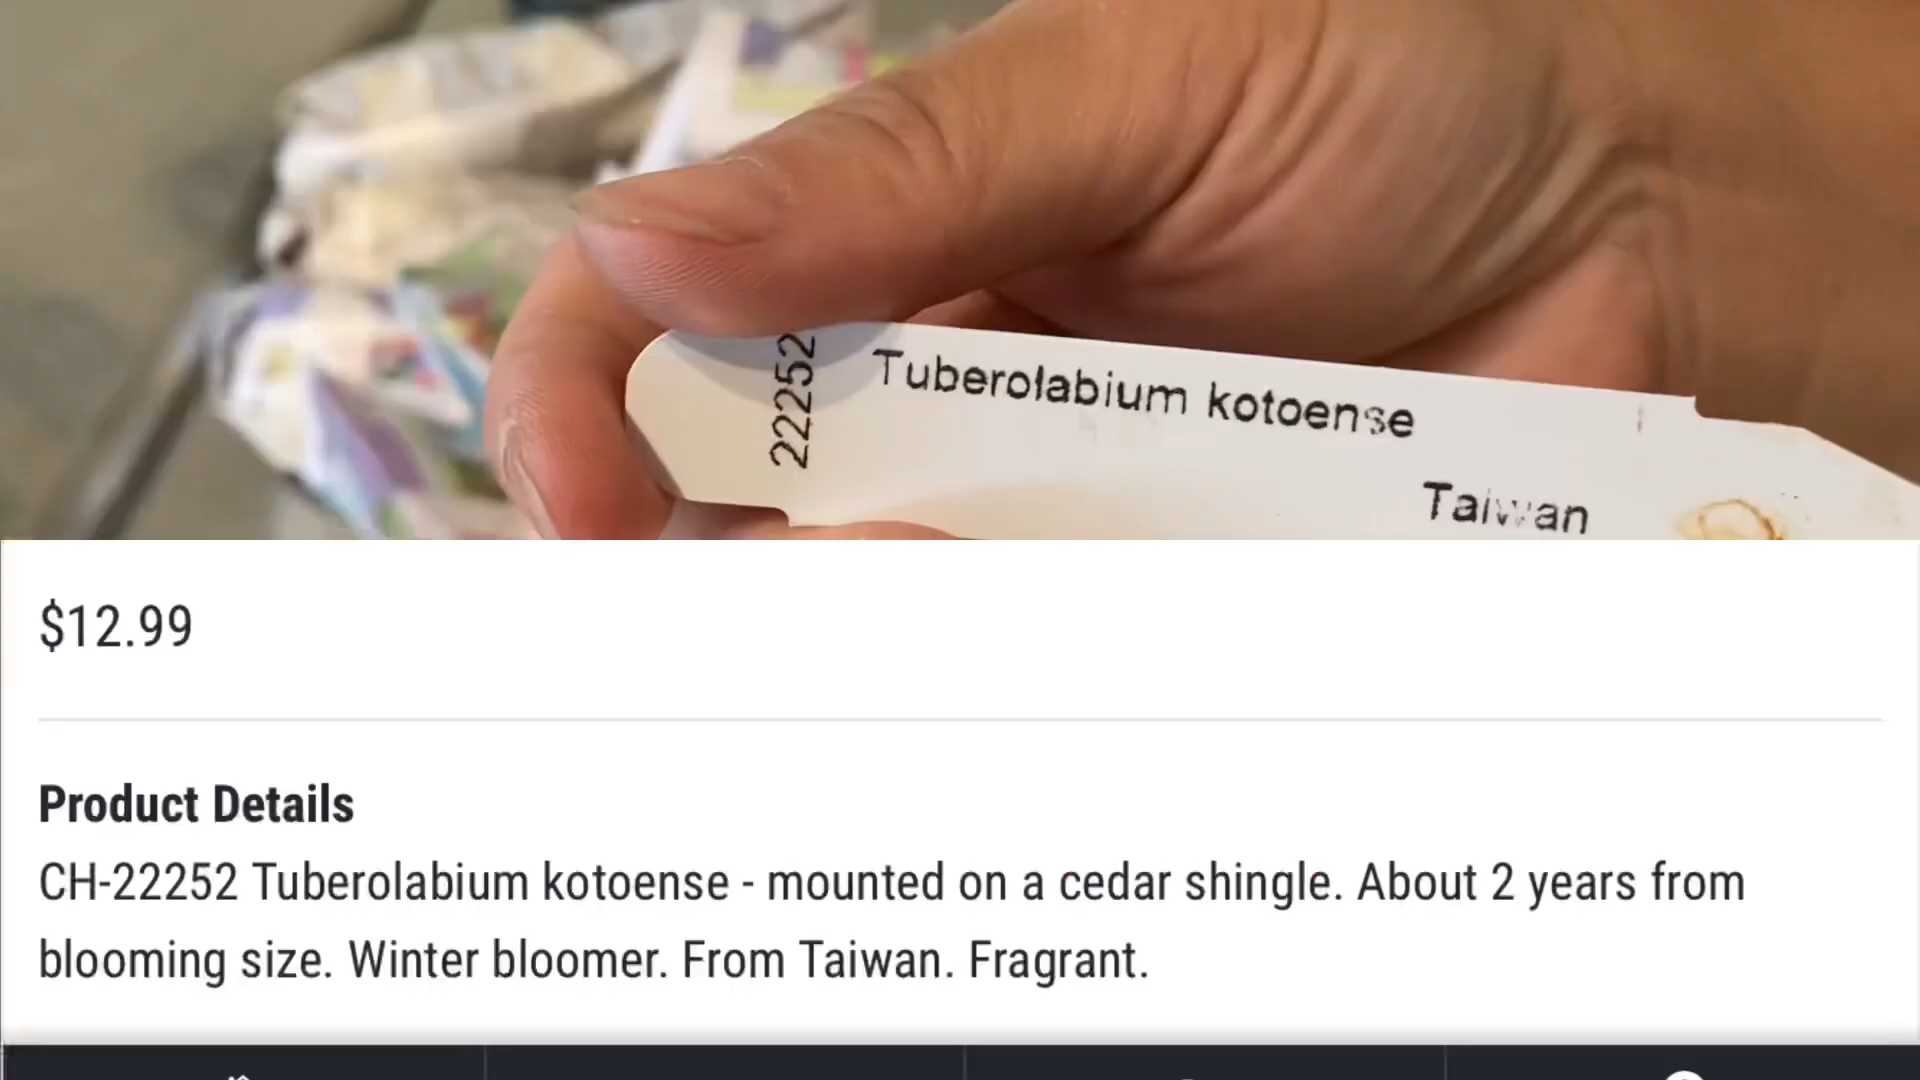 22252
Tuberolabium kotoense
Taiwan
$12.99
Product Details
CH-22252 Tuberolabium kotoense - mounted on a cedar shingle. About 2 years from
blooming size. Winter bloomer. From Taiwan. Fragrant.